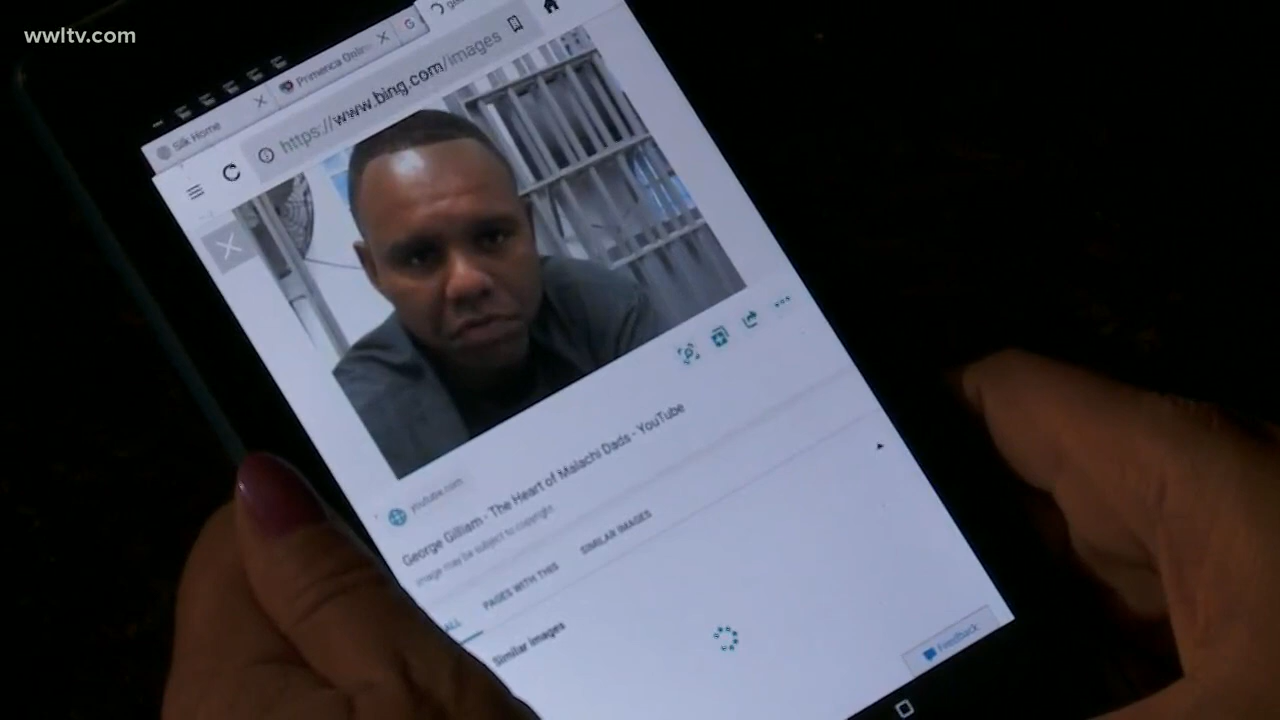 wwltv.com
Silk Home
Primerica Onlin
G
https://www.bing.com/images
youtube.com
George Gilliam - The Heart of Malachi Dads - YouTube
Image may be subject to copyright.
ALL
PAGES WITH THIS
SIMILAR IMAGES
Similar images
Feedback